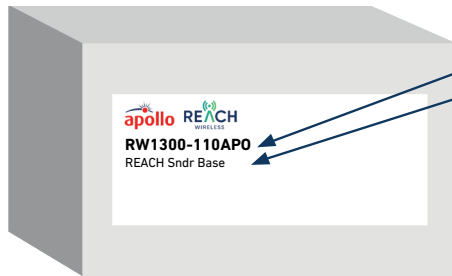 apollo REACH
WIRELESS
RW1300-110APO
REACH Sndr Base